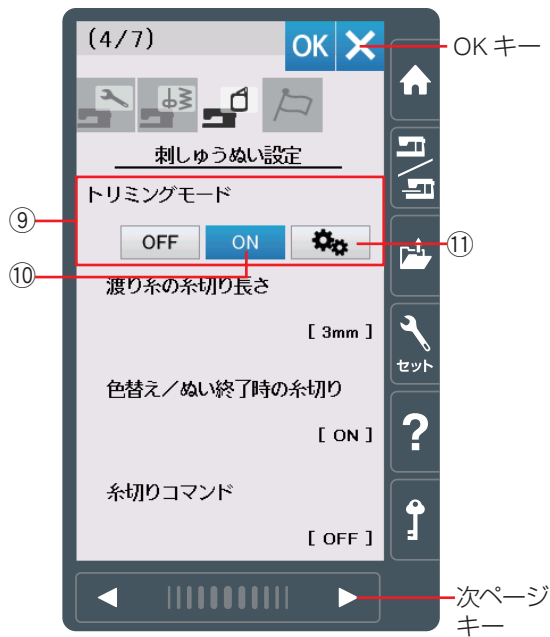 (4/7)
OK
OK キー
刺しゅうぬい設定
⑨
トリミングモード
OFF
ON
⑪
⑩
渡り糸の糸切り長さ
[ 3mm ]
セット
色替え／ぬい終了時の糸切り
[ ON ]
?
糸切りコマンド
[ OFF ]
次ページ
キー